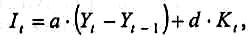 I_t = a · (Y_t − Y_{t−1}) + d · K_t,